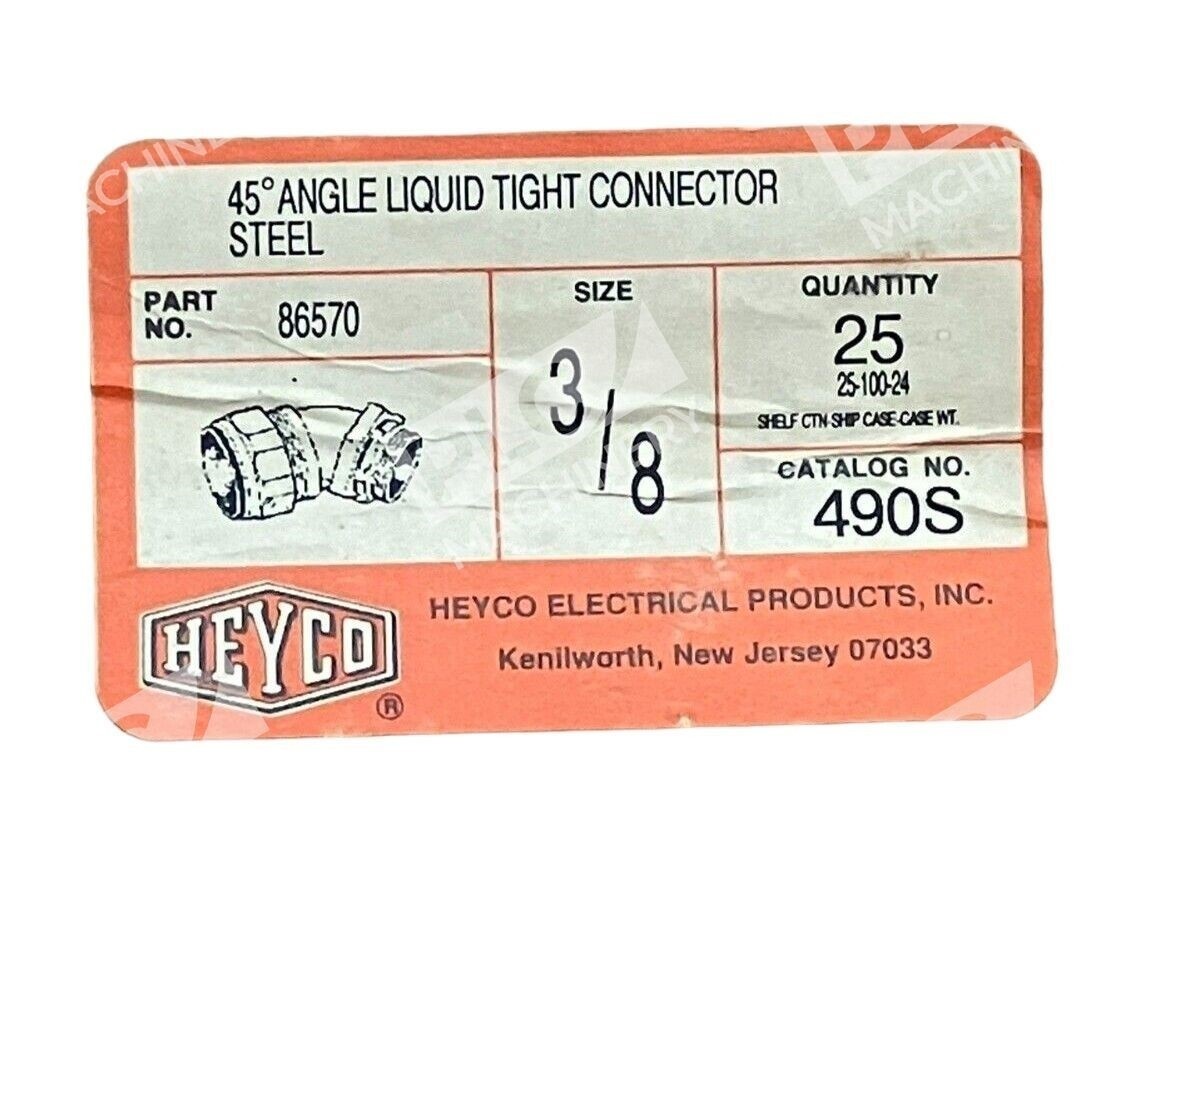 45° ANGLE LIQUID TIGHT CONNECTOR
STEEL
PART
NO.
86570
SIZE
3/8
QUANTITY
25
25-100-24
SHELF CTN-SHIP CASE-CASE WT.
CATALOG NO.
490S
HEYCO
®
HEYCO ELECTRICAL PRODUCTS, INC.
Kenilworth, New Jersey 07033
MACHINERY